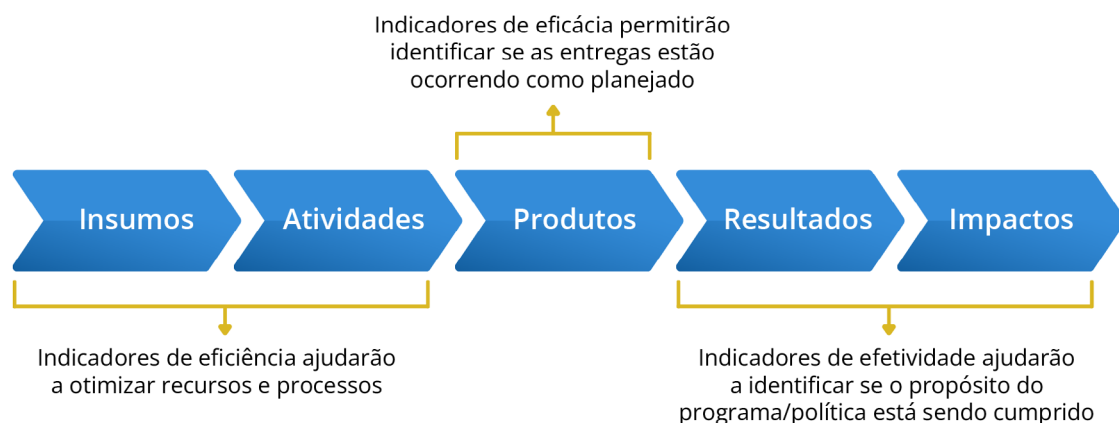 Indicadores de eficácia permitirão
identificar se as entregas estão
ocorrendo como planejado
Insumos
Atividades
Produtos
Resultados
Impactos
Indicadores de eficiência ajudarão
a otimizar recursos e processos
Indicadores de efetividade ajudarão
a identificar se o propósito do
programa/política está sendo cumprido